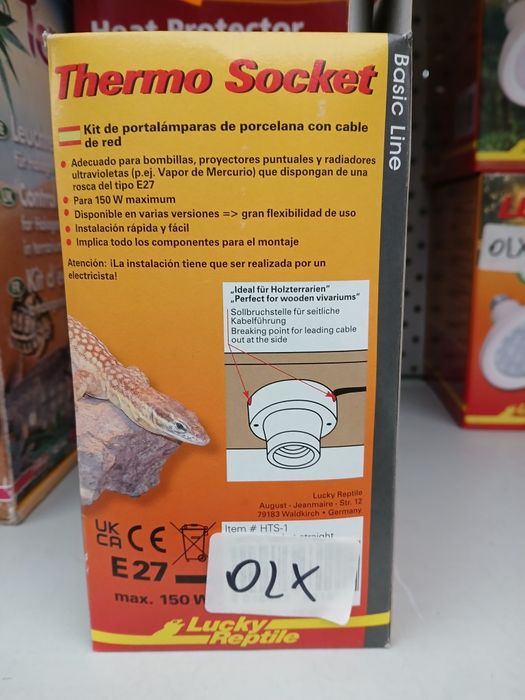 Heat Protector
Thermo Socket
Basic Line
Kit de portalámparas de porcelana con cable
de red
• Adecuado para bombillas, proyectores puntuales y radiadores
ultravioletas (p.ej. Vapor de Mercurio) que dispongan de una
rosca del tipo E27
• Para 150 W maximum
• Disponible en varias versiones => gran flexibilidad de uso
• Instalación rápida y fácil
• Implica todo los componentes para el montaje
Atención: ¡La instalación tiene que ser realizada por un
electricista!
„Ideal für Holzterrarien"
„Perfect for wooden vivariums"
Sollbruchstelle für seitliche
Kabelführung
Breaking point for leading cable
out at the side
Lucky Reptile
August - Jeanmaire - Str. 12
79183 Waldkirch • Germany
UK
CA CE
Item # HTS-1
straight
E27
max. 150 W
OLX
Lucky
Reptile
OLX